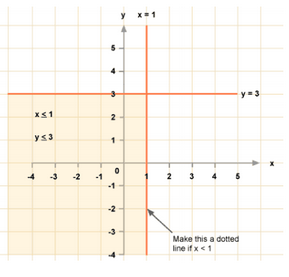 y x = 1
5
4
3 y = 3
x ≤ 1
2
y ≤ 3
1
x
0
-4 -3 -2 -1 1 2 3 4 5
-1
-2
-3
Make this a dotted
line if x < 1
-4